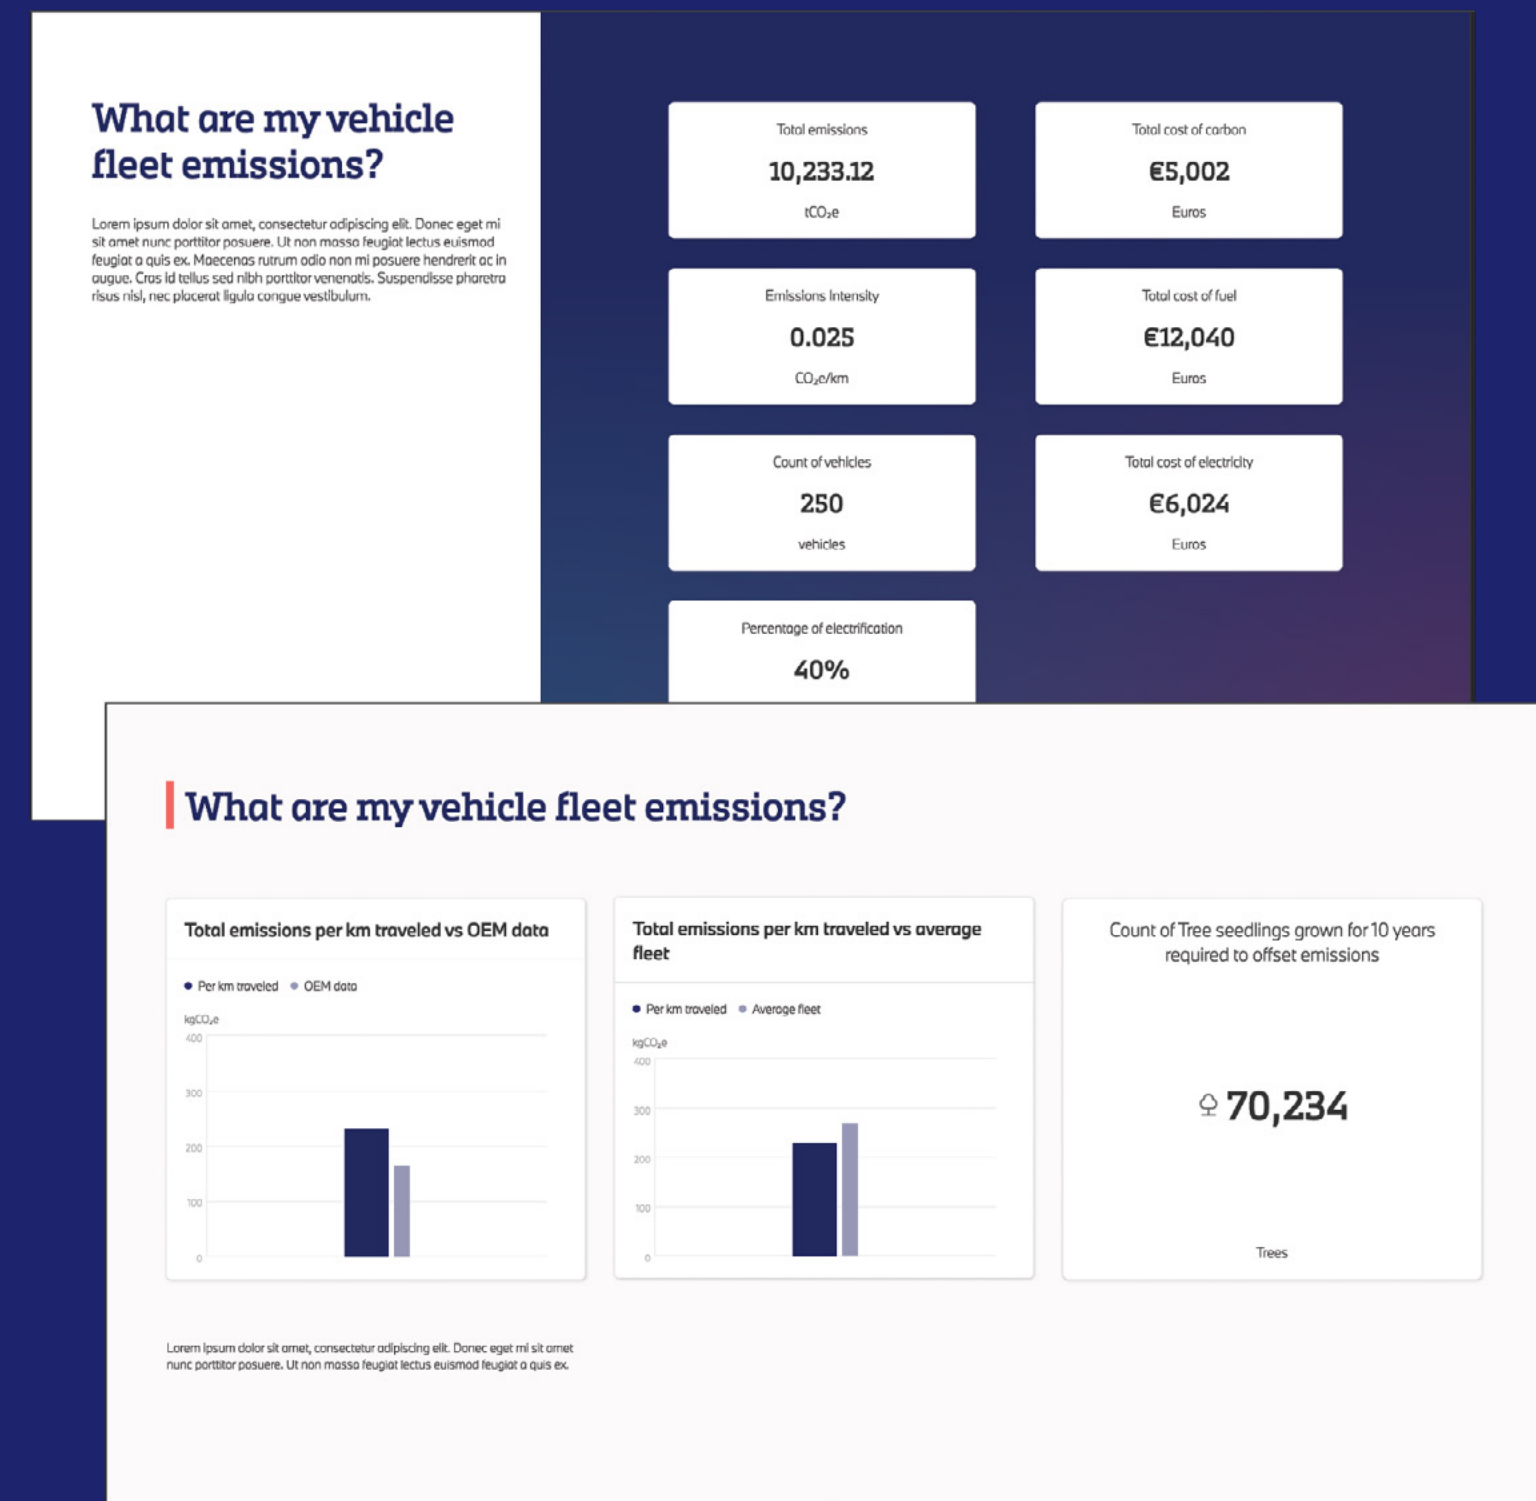 What are my vehicle
fleet emissions?
Lorem ipsum dolor sit amet, consectetur adipiscing elit. Donec eget mi
sit amet nunc porttitor posuere. Ut non massa feugiat lectus euismod
feugiat a quis ex. Maecenas rutrum odio non mi posuere hendrerit ac in
augue. Cras id tellus sed nibh porttitor venenatis. Suspendisse pharetra
risus nisl, nec placerat ligula congue vestibulum.
Total emissions
10,233.12
tCO₂e
Total cost of carbon
€5,002
Euros
Emissions Intensity
0.025
CO₂e/km
Total cost of fuel
€12,040
Euros
Count of vehicles
250
vehicles
Total cost of electricity
€6,024
Euros
Percentage of electrification
40%
What are my vehicle fleet emissions?
Total emissions per km traveled vs OEM data
Per km traveled OEM data
kgCO₂e
400
300
200
100
0
Total emissions per km traveled vs average
fleet
Per km traveled Average fleet
kgCO₂e
400
300
200
100
0
Count of Tree seedlings grown for 10 years
required to offset emissions
70,234
Trees
Lorem ipsum dolor sit amet, consectetur adipiscing elit. Donec eget mi sit amet
nunc porttitor posuere. Ut non massa feugiat lectus euismod feugiat a quis ex.